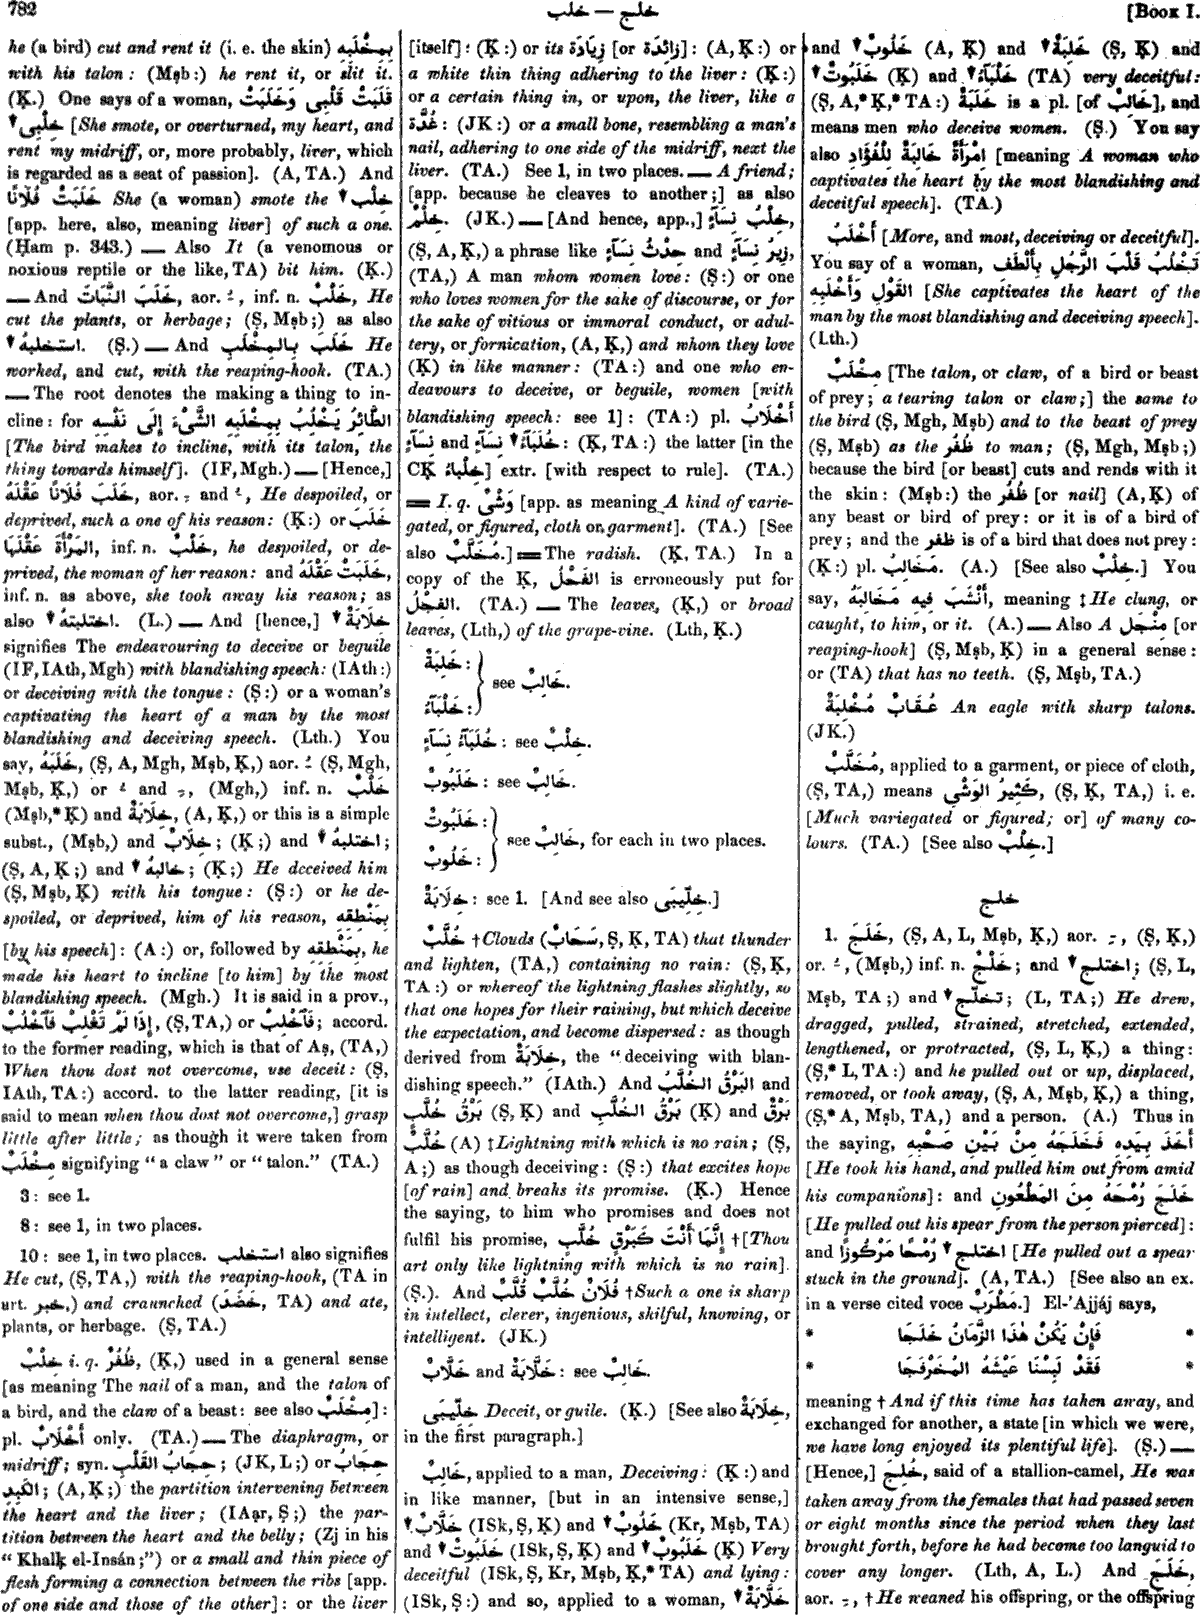 782
خلب — خلج
[BOOK I.
he (a bird) cut and rent it (i. e. the skin) بِمِخْلَبِهِ
with his talon: (Mṣb:) he rent it, or slit it.
(Ḳ.) One says of a woman, قَلَبَتْ قَلْبِى وَخَلَبَتْ
خِلْبِى [She smote, or overturned, my heart, and
rent my midriff, or, more probably, liver, which
is regarded as a seat of passion]. (A, TA.) And
خَلَبَتْ فُلَانًا ▼ خِلْب She (a woman) smote the
[app. here, also, meaning liver] of such a one.
(Ḥam p. 343.) — Also It (a venomous or
noxious reptile or the like, TA) bit him. (Ḳ.)
— And خَلَبَ النَّبَاتَ, aor. ـُ, inf. n. خَلْبٌ, He
cut the plants, or herbage; (Ṣ, Mṣb;) as also
▼ استخلبهُ. (Ṣ.) — And خَلَبَ بِالمِخْلَبِ He
worked, and cut, with the reaping-hook. (TA.)
— The root denotes the making a thing to in-
cline: for الطَّائِرُ يَخْلُبُ بِمِخْلَبِهِ الشَّىْءَ إِلَى نَفْسِهِ
[The bird makes to incline, with its talon, the
thing towards himself]. (IF, Mgh.) — [Hence,]
خَلَبَ فُلَانًا عَقْلَهُ, aor. ـِ and ـُ, He despoiled, or
deprived, such a one of his reason: (Ḳ:) or خَلَبَ
المَرْأَةَ عَقْلَهَا, inf. n. خَلْبٌ, he despoiled, or de-
prived, the woman of her reason: and خَلَبَتْ عَقْلَهُ,
inf. n. as above, she took away his reason; as
also ▼ اختلبتهُ. (L.) — And [hence,] خِلَابَةٌ
signifies The endeavouring to deceive or beguile
(IF, IAth, Mgh) with blandishing speech: (IAth:)
or deceiving with the tongue: (Ṣ:) or a woman's
captivating the heart of a man by the most
blandishing and deceiving speech. (Lth.) You
say, خَلَبَهُ, (Ṣ, A, Mgh, Mṣb, Ḳ,) aor. ـُ (Ṣ, Mgh,
Mṣb, Ḳ,) or ـُ and ـِ, (Mgh,) inf. n. خَلْبٌ
(Mṣb,* Ḳ) and خِلَابَةٌ, (A, Ḳ,) or this is a simple
subst., (Mṣb,) and خِلَابٌ; (Ḳ;) and ▼ اختلبهُ;
(Ṣ, A, Ḳ;) and ▼ خالبهُ; (Ḳ;) He deceived him
(Ṣ, Mṣb, Ḳ) with his tongue: (Ṣ:) or he de-
spoiled, or deprived, him of his reason, بِمَنْطِقِهِ
[by his speech]: (A:) or, followed by بِمَنْطِقِهِ, he
made his heart to incline [to him] by the most
blandishing speech. (Mgh.) It is said in a prov.,
إِذَا لَمْ تَغْلِبْ فَٱخْلُبْ, (Ṣ, TA,) or فَٱخْلِبْ; accord.
to the former reading, which is that of Aṣ, (TA,)
When thou dost not overcome, use deceit: (Ṣ,
IAth, TA:) accord. to the latter reading, [it is
said to mean when thou dost not overcome,] grasp
little after little; as though it were taken from
مِخْلَبٌ signifying “a claw” or “talon.” (TA.)
3: see 1.
8: see 1, in two places.
10: see 1, in two places. استخلب also signifies
He cut, (Ṣ, TA,) with the reaping-hook, (TA in
art. خبر,) and craunched (خَضَدَ, TA) and ate,
plants, or herbage. (Ṣ, TA.)
خِلْبٌ i. q. ظُفُرٌ, (Ḳ,) used in a general sense
[as meaning The nail of a man, and the talon of
a bird, and the claw of a beast: see also مِخْلَبٌ]:
pl. أَخْلَابٌ only. (TA.) — The diaphragm, or
midriff; syn. حِجَابُ القَلْبِ; (JK, L;) or حِجَابُ
الكَبِدِ; (A, Ḳ;) the partition intervening between
the heart and the liver; (IAạr, Ṣ;) the par-
tition between the heart and the belly; (Zj in his
“Khalḳ el-Insán;”) or a small and thin piece of
flesh forming a connection between the ribs [app.
of one side and those of the other]: or the liver
[itself]: (Ḳ:) or its زِيَادَة [or زَائِدَة]: (A, Ḳ:) or
a white thin thing adhering to the liver: (Ḳ:)
or a certain thing in, or upon, the liver, like a
غُدَّة: (JK:) or a small bone, resembling a man's
nail, adhering to one side of the midriff, next the
liver. (TA.) See 1, in two places. — A friend;
[app. because he cleaves to another;] as also
خِلْمٌ. (JK.) — [And hence, app.,] خِلْبُ نِسَآءٍ,
(Ṣ, A, Ḳ,) a phrase like حِدْثُ نِسَآءٍ and زِيرُ نِسَآءٍ,
(TA,) A man whom women love: (Ṣ:) or one
who loves women for the sake of discourse, or for
the sake of vitious or immoral conduct, or adul-
tery, or fornication, (A, Ḳ,) and whom they love
(Ḳ) in like manner: (TA:) and one who en-
deavours to deceive, or beguile, women [with
blandishing speech: see 1]: (TA:) pl. أَخْلَابُ
نِسَآءٍ and ▼ خُلَبَآءُ نِسَآءٍ: (Ḳ, TA:) the latter [in the
CḲ خُلَباءُ] extr. [with respect to rule]. (TA.)
= I. q. وَشْىٌ [app. as meaning A kind of varie-
gated, or figured, cloth or garment]. (TA.) [See
also مُخَلَّبٌ.] = The radish. (Ḳ, TA.) In a
copy of the Ḳ, الفَحْلُ is erroneously put for
الفُجْلُ. (TA.) — The leaves, (Ḳ,) or broad
leaves, (Lth,) of the grape-vine. (Lth, Ḳ.)
خَلِبَةٌ:
خَلْبَآءُ:
see خَالِبٌ.
خُلَبَآءُ نِسَآءٍ: see خِلْبٌ.
خَلَبُوبٌ: see خَالِبٌ.
خَلَبُوتٌ:
خَلُوبٌ:
see خَالِبٌ, for each in two places.
خِلَابَةٌ: see 1. [And see also خِلِّيبَى.]
خُلَّبٌ †Clouds (سَحَابٌ, Ṣ, Ḳ, TA) that thunder
and lighten, (TA,) containing no rain: (Ṣ, Ḳ,
TA:) or whereof the lightning flashes slightly, so
that one hopes for their raining, but which deceive
the expectation, and become dispersed: as though
derived from خِلَابَةٌ, the “deceiving with blan-
dishing speech.” (IAth.) And البَرْقُ الخُلَّبُ and
بَرْقُ خُلَّبٍ (Ṣ, Ḳ) and بَرْقُ الخُلَّبِ (Ḳ) and بَرْقٌ
خُلَّبٌ (A) ‡Lightning with which is no rain; (Ṣ,
A;) as though deceiving: (Ṣ:) that excites hope
[of rain] and breaks its promise. (Ḳ.) Hence
the saying, to him who promises and does not
fulfil his promise, إِنَّمَا أَنْتَ كَبَرْقِ خُلَّبٍ †[Thou
art only like lightning with which is no rain].
(Ṣ.). And فُلَانٌ خُلَّبٌ قُلَّبٌ †Such a one is sharp
in intellect, clever, ingenious, skilful, knowing, or
intelligent. (JK.)
خَلَّابٌ and خَلَّابَةٌ: see خَالِبٌ.
خِلِّيبَى Deceit, or guile. (Ḳ.) [See also خِلَابَةٌ,
in the first paragraph.]
خَالِبٌ, applied to a man, Deceiving: (Ḳ:) and
in like manner, [but in an intensive sense,]
▼ خَلَّابٌ (ISk, Ṣ, Ḳ) and ▼ خَلُوبٌ (Kr, Mṣb, TA)
and ▼ خَلَبُوتٌ (ISk, Ṣ, Ḳ) and ▼ خَلَبُوبٌ (Ḳ) Very
deceitful (ISk, Ṣ, Kr, Mṣb, Ḳ,* TA) and lying:
(ISk, Ṣ:) and so, applied to a woman, ▼ خَلَّابَةٌ
and ▼ خَلُوبٌ (A, Ḳ) and ▼ خَلِبَةٌ (Ṣ, Ḳ) and
▼ خَلَبُوتٌ (Ḳ) and ▼ خَلْبَآءُ (TA) very deceitful:
(Ṣ, A,* Ḳ,* TA:) خَلَبَةٌ is a pl. [of خَالِبٌ], and
means men who deceive women. (Ṣ.) You say
also امْرَأَةٌ خَالِبَةٌ لِلْفُؤَادِ [meaning A woman who
captivates the heart by the most blandishing and
deceitful speech]. (TA.)
أَخْلَبُ [More, and most, deceiving or deceitful].
You say of a woman, تَخْلُبُ قَلْبَ الرَّجُلِ بِأَلْطَفِ
القَوْلِ وَأَخْلَبِهِ [She captivates the heart of the
man by the most blandishing and deceiving speech].
(Lth.)
مِخْلَبٌ [The talon, or claw, of a bird or beast
of prey; a tearing talon or claw;] the same to
the bird (Ṣ, Mgh, Mṣb) and to the beast of prey
(Ṣ, Mṣb) as the ظُفُر to man; (Ṣ, Mgh, Mṣb;)
because the bird [or beast] cuts and rends with it
the skin: (Mṣb:) the ظُفُر [or nail] (A, Ḳ) of
any beast or bird of prey: or it is of a bird of
prey; and the ظفر is of a bird that does not prey:
(Ḳ:) pl. مَخَالِبُ. (A.) [See also خِلْبٌ.] You
say, أَنْشَبَ فِيهِ مَخَالِبَهُ, meaning ‡He clung, or
caught, to him, or it. (A.) — Also A مِنْجَل [or
reaping-hook] (Ṣ, Mṣb, Ḳ) in a general sense:
or (TA) that has no teeth. (Ṣ, Mṣb, TA.)
عُقَابٌ مُخْلِبَةٌ An eagle with sharp talons.
(JK.)
مُخَلَّبٌ, applied to a garment, or piece of cloth,
(Ṣ, TA,) means كَثِيرُ الوَشْىِ, (Ṣ, Ḳ, TA,) i. e.
[Much variegated or figured; or] of many co-
lours. (TA.) [See also خِلْبٌ.]
خلج
1. خَلَجَ, (Ṣ, A, L, Mṣb, Ḳ,) aor. ـِ, (Ṣ, Ḳ,)
or. ـُ, (Mṣb,) inf. n. خَلْجٌ; and ▼ اختلج; (Ṣ, L,
Mṣb, TA;) and ▼ تخلّج; (L, TA;) He drew,
dragged, pulled, strained, stretched, extended,
lengthened, or protracted, (Ṣ, L, Ḳ,) a thing:
(Ṣ,* L, TA:) and he pulled out or up, displaced,
removed, or took away, (Ṣ, A, Mṣb, Ḳ,) a thing,
(Ṣ,* A, Mṣb, TA,) and a person. (A.) Thus in
the saying, أَخَذَ بِيَدِهِ فَخَلَجَهُ مِنْ بَيْنِ صَحْبِهِ
[He took his hand, and pulled him out from amid
his companions]: and خَلَجَ رُمْحَهُ مِنَ المَطْعُونِ
[He pulled out his spear from the person pierced]:
and ▼ اختلج رُمْحًا مَرْكُوزًا [He pulled out a spear
stuck in the ground]. (A, TA.) [See also an ex.
in a verse cited voce مَطْرَبٌ.] El-'Ajjáj says,
* فَإِنْ يَكُنْ هٰذَا الزَّمَانُ خَلَجَا *
* فَقَدْ لَبِسْنَا عَيْشَهُ المُخَرْفَجَا *
meaning † And if this time has taken away, and
exchanged for another, a state [in which we were,
we have long enjoyed its plentiful life]. (Ṣ.) —
[Hence,] خُلِجَ, said of a stallion-camel, He was
taken away from the females that had passed seven
or eight months since the period when they last
brought forth, before he had become too languid to
cover any longer. (Lth, A, L.) And خَلَجَ,
aor. ـِ, † He weaned his offspring, or the offspring